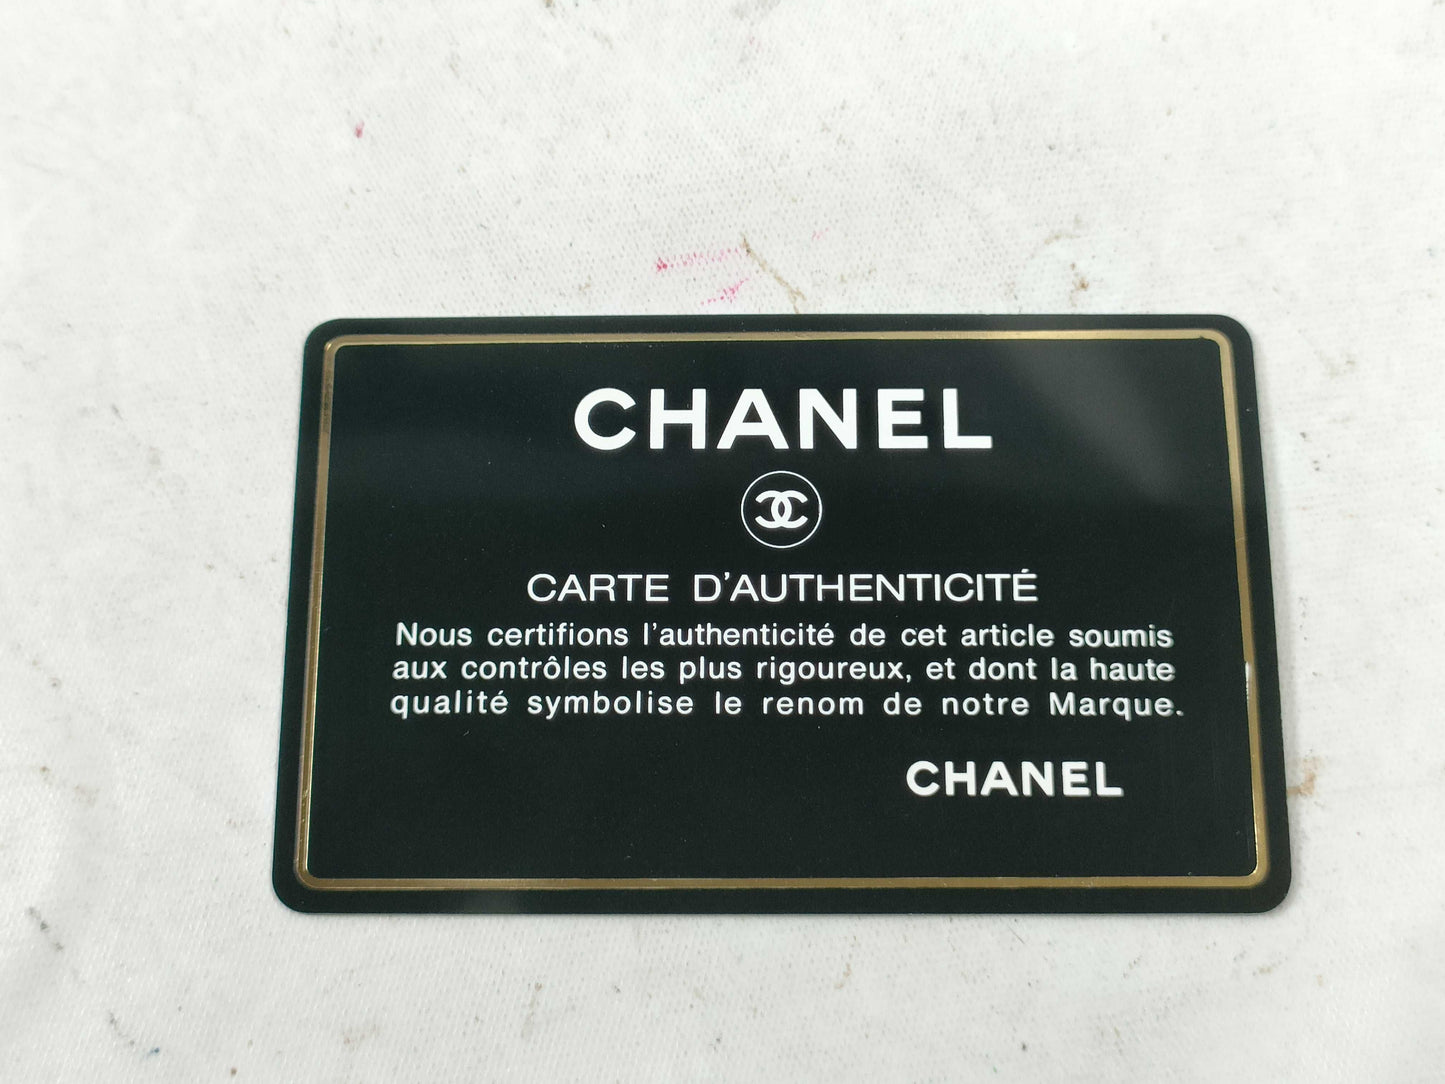 CHANEL
CARTE D'AUTHENTICITÉ
Nous certifions l'authenticité de cet article soumis
aux contrôles les plus rigoureux, et dont la haute
qualité symbolise le renom de notre Marque.
CHANEL